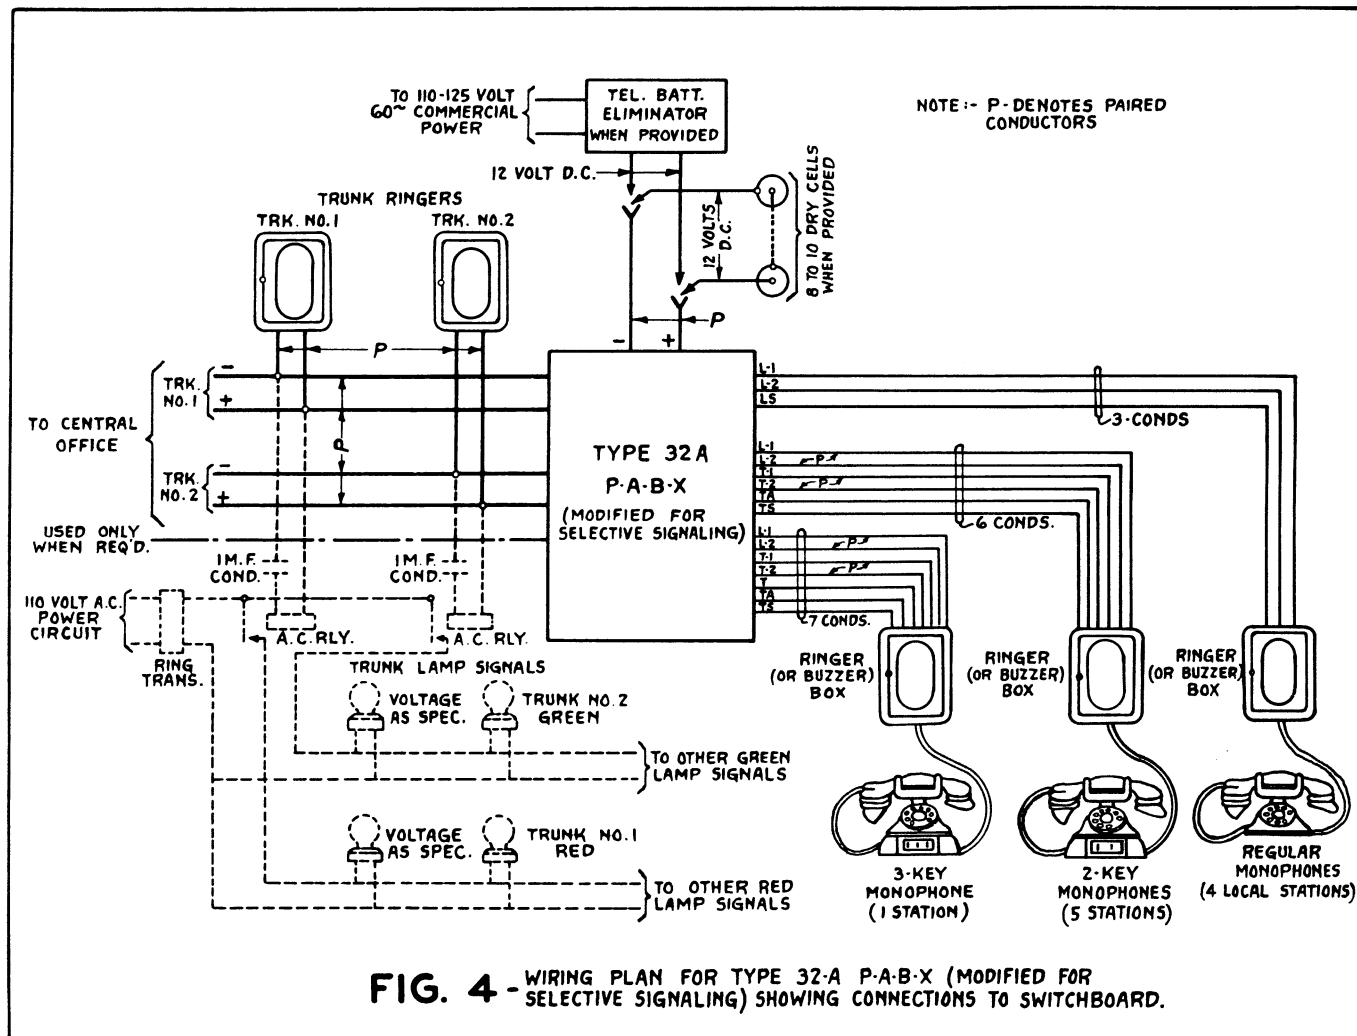 TO 110-125 VOLT
60~ COMMERCIAL
POWER
TEL. BATT.
ELIMINATOR
WHEN PROVIDED
NOTE:- P-DENOTES PAIRED
CONDUCTORS
12 VOLT D.C.
12 VOLTS
D.C.
8 TO 10 DRY CELLS
WHEN PROVIDED
TRUNK RINGERS
TRK. NO.1
TRK. NO.2
P
P
- +
TO CENTRAL
OFFICE
TRK.
NO.1
-
+
TRK.
NO.2
-
+
P
TYPE 32A
P·A·B·X
(MODIFIED FOR
SELECTIVE SIGNALING)
L-1
L-2
LS
3-CONDS
L-1
L-2
T-1
T-2
TA
TS
P
P
6 CONDS.
L-1
L-2
T-1
T-2
T
TA
TS
P
P
7 CONDS.
USED ONLY
WHEN REQ'D.
1 M.F.
COND.
1 M.F.
COND.
110 VOLT A.C.
POWER
CIRCUIT
RING
TRANS.
A.C. RLY.
A.C. RLY.
TRUNK LAMP SIGNALS
VOLTAGE
AS SPEC.
TRUNK NO.2
GREEN
TO OTHER GREEN
LAMP SIGNALS
VOLTAGE
AS SPEC.
TRUNK NO.1
RED
TO OTHER RED
LAMP SIGNALS
RINGER
(OR BUZZER)
BOX
RINGER
(OR BUZZER)
BOX
RINGER
(OR BUZZER)
BOX
3-KEY
MONOPHONE
(1 STATION)
2-KEY
MONOPHONES
(5 STATIONS)
REGULAR
MONOPHONES
(4 LOCAL STATIONS)
FIG. 4 - WIRING PLAN FOR TYPE 32-A P·A·B·X (MODIFIED FOR
SELECTIVE SIGNALING) SHOWING CONNECTIONS TO SWITCHBOARD.